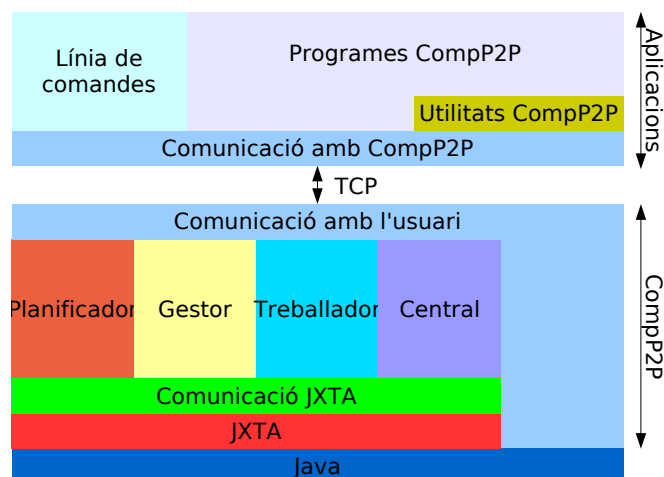 Línia de
comandes
Programes CompP2P
Utilitats CompP2P
Comunicació amb CompP2P
Aplicacions
TCP
Comunicació amb l'usuari
Planificador
Gestor
Treballador
Central
CompP2P
Comunicació JXTA
JXTA
Java